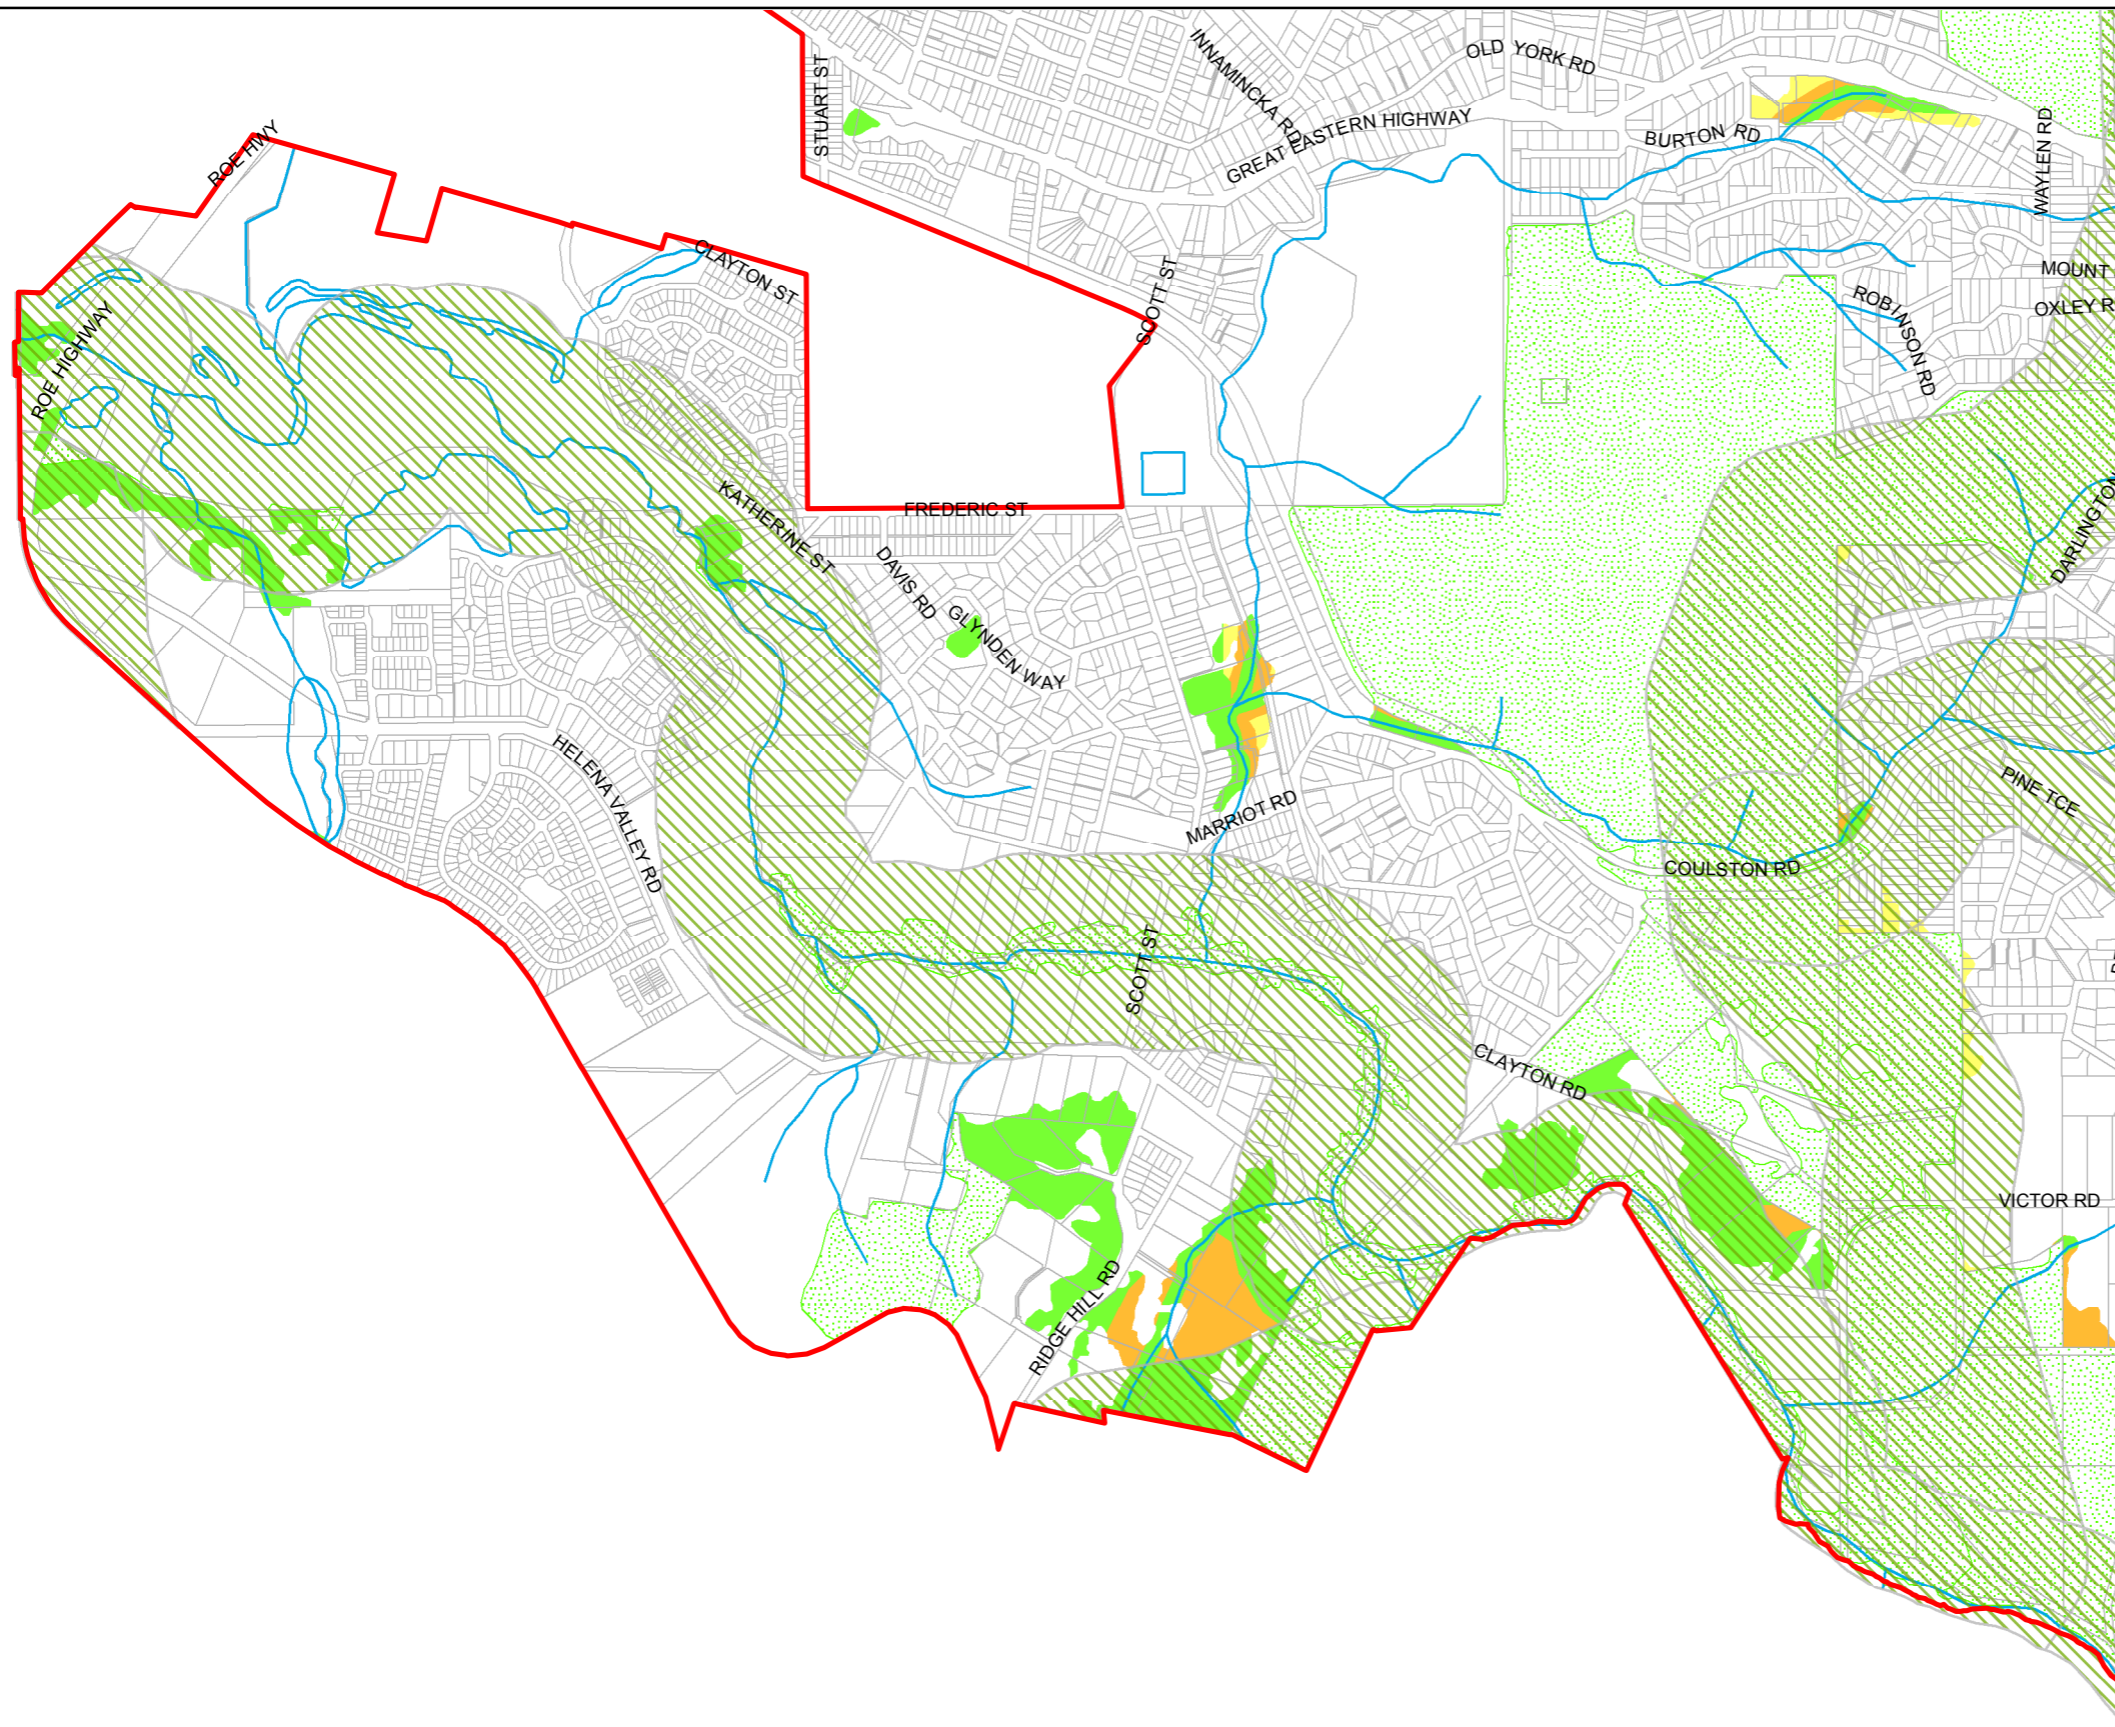 OLD YORK RD
INNAMINCKA RD
STUART ST
GREAT EASTERN HIGHWAY
BURTON RD
WAYLEN RD
ROE HWY
CLAYTON ST
SCOTT ST
MOUNT
OXLEY R
ROBINSON RD
ROE HIGHWAY
KATHERINE ST
FREDERIC ST
DARLINGTON
DAVIS RD
GLYNDEN WAY
HELENA VALLEY RD
MARRIOT RD
PINE TCE
COULSTON RD
SCOTT ST
CLAYTON RD
VICTOR RD
RIDGE HILL RD